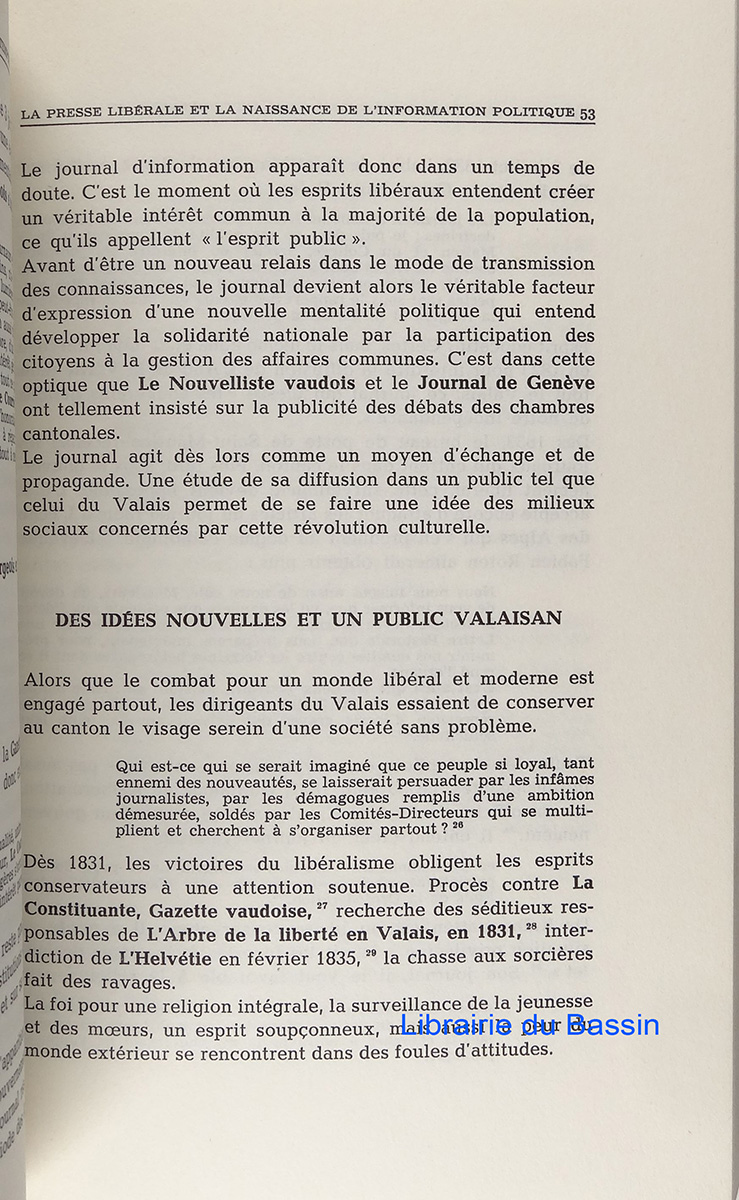 LA PRESSE LIBÉRALE ET LA NAISSANCE DE L'INFORMATION POLITIQUE 53
Le journal d'information apparaît donc dans un temps de
doute. C'est le moment où les esprits libéraux entendent créer
un véritable intérêt commun à la majorité de la population,
ce qu'ils appellent « l'esprit public ».
Avant d'être un nouveau relais dans le mode de transmission
des connaissances, le journal devient alors le véritable facteur
d'expression d'une nouvelle mentalité politique qui entend
développer la solidarité nationale par la participation des
citoyens à la gestion des affaires communes. C'est dans cette
optique que Le Nouvelliste vaudois et le Journal de Genève
ont tellement insisté sur la publicité des débats des chambres
cantonales.
Le journal agit dès lors comme un moyen d'échange et de
propagande. Une étude de sa diffusion dans un public tel que
celui du Valais permet de se faire une idée des milieux
sociaux concernés par cette révolution culturelle.
DES IDÉES NOUVELLES ET UN PUBLIC VALAISAN
Alors que le combat pour un monde libéral et moderne est
engagé partout, les dirigeants du Valais essaient de conserver
au canton le visage serein d'une société sans problème.
Qui est-ce qui se serait imaginé que ce peuple si loyal, tant
ennemi des nouveautés, se laisserait persuader par les infâmes
journalistes, par les démagogues remplis d'une ambition
démesurée, soldés par les Comités-Directeurs qui se multi-
plient et cherchent à s'organiser partout ? 26
Dès 1831, les victoires du libéralisme obligent les esprits
conservateurs à une attention soutenue. Procès contre La
Constituante, Gazette vaudoise, 27 recherche des séditieux res-
ponsables de L'Arbre de la liberté en Valais, en 1831, 28 inter-
diction de L'Helvétie en février 1835, 29 la chasse aux sorcières
fait des ravages.
La foi pour une religion intégrale, la surveillance de la jeunesse
et des mœurs, un esprit soupçonneux, mais aussi la peur du
monde extérieur se rencontrent dans des foules d'attitudes.
Librairie du Bassin